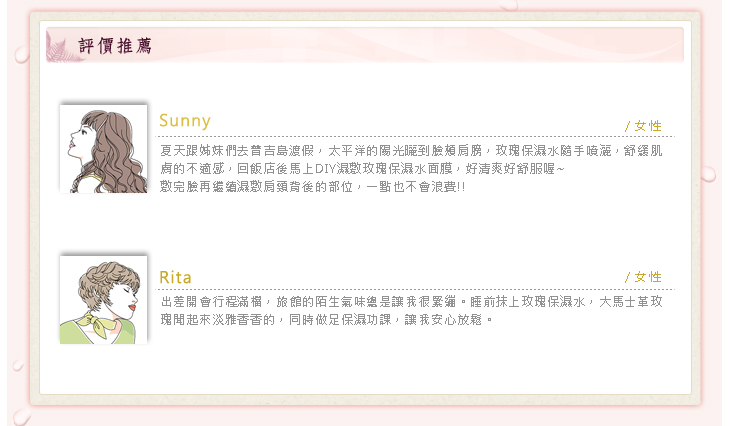 評價推薦
Sunny
/ 女性
夏天跟姊妹們去普吉島渡假，太平洋的陽光曬到臉頰肩膀，玫瑰保濕水隨手噴灑，舒緩肌
膚的不適感，回飯店後馬上DIY濕敷玫瑰保濕水面膜，好清爽好舒服喔~
敷完臉再繼續濕敷肩頸背後的部位，一點也不會浪費!!
Rita
/ 女性
出差開會行程滿檔，旅館的陌生氣味總是讓我很緊繃。睡前抹上玫瑰保濕水，大馬士革玫
瑰聞起來淡雅香香的，同時做足保濕功課，讓我安心放鬆。